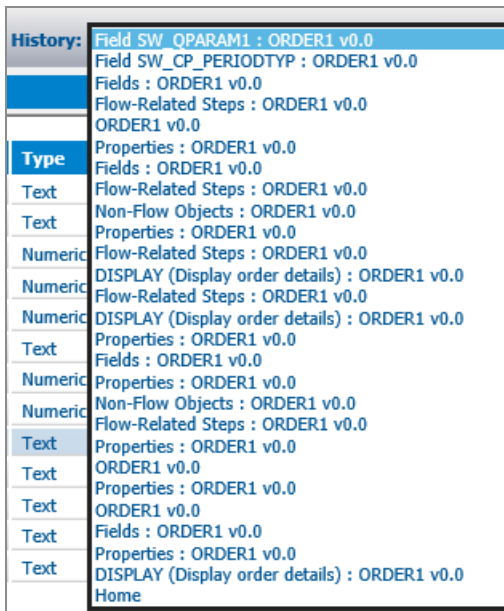 History:
Field SW_QPARAM1 : ORDER1 v0.0
Field SW_CP_PERIODTYP : ORDER1 v0.0
Fields : ORDER1 v0.0
Flow-Related Steps : ORDER1 v0.0
ORDER1 v0.0
Properties : ORDER1 v0.0
Fields : ORDER1 v0.0
Flow-Related Steps : ORDER1 v0.0
Non-Flow Objects : ORDER1 v0.0
Properties : ORDER1 v0.0
Flow-Related Steps : ORDER1 v0.0
DISPLAY (Display order details) : ORDER1 v0.0
Flow-Related Steps : ORDER1 v0.0
DISPLAY (Display order details) : ORDER1 v0.0
Properties : ORDER1 v0.0
Fields : ORDER1 v0.0
Properties : ORDER1 v0.0
Non-Flow Objects : ORDER1 v0.0
Flow-Related Steps : ORDER1 v0.0
Properties : ORDER1 v0.0
ORDER1 v0.0
Properties : ORDER1 v0.0
ORDER1 v0.0
Fields : ORDER1 v0.0
Properties : ORDER1 v0.0
DISPLAY (Display order details) : ORDER1 v0.0
Home
Type
Text
Text
Numeric
Numeric
Numeric
Text
Numeric
Numeric
Text
Text
Text
Text
Text